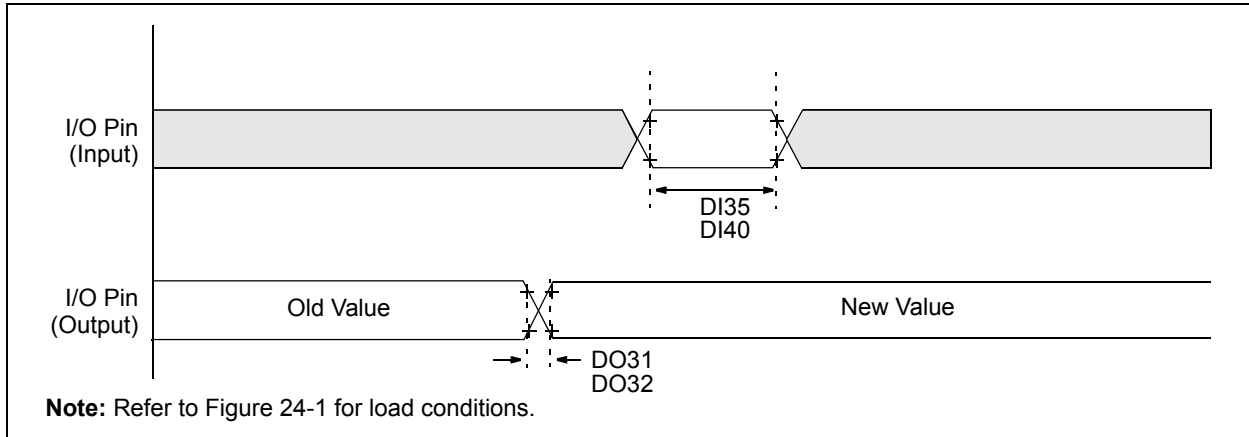 I/O Pin
(Input)
DI35
DI40
I/O Pin
(Output)
Old Value
New Value
DO31
DO32
Note: Refer to Figure 24-1 for load conditions.